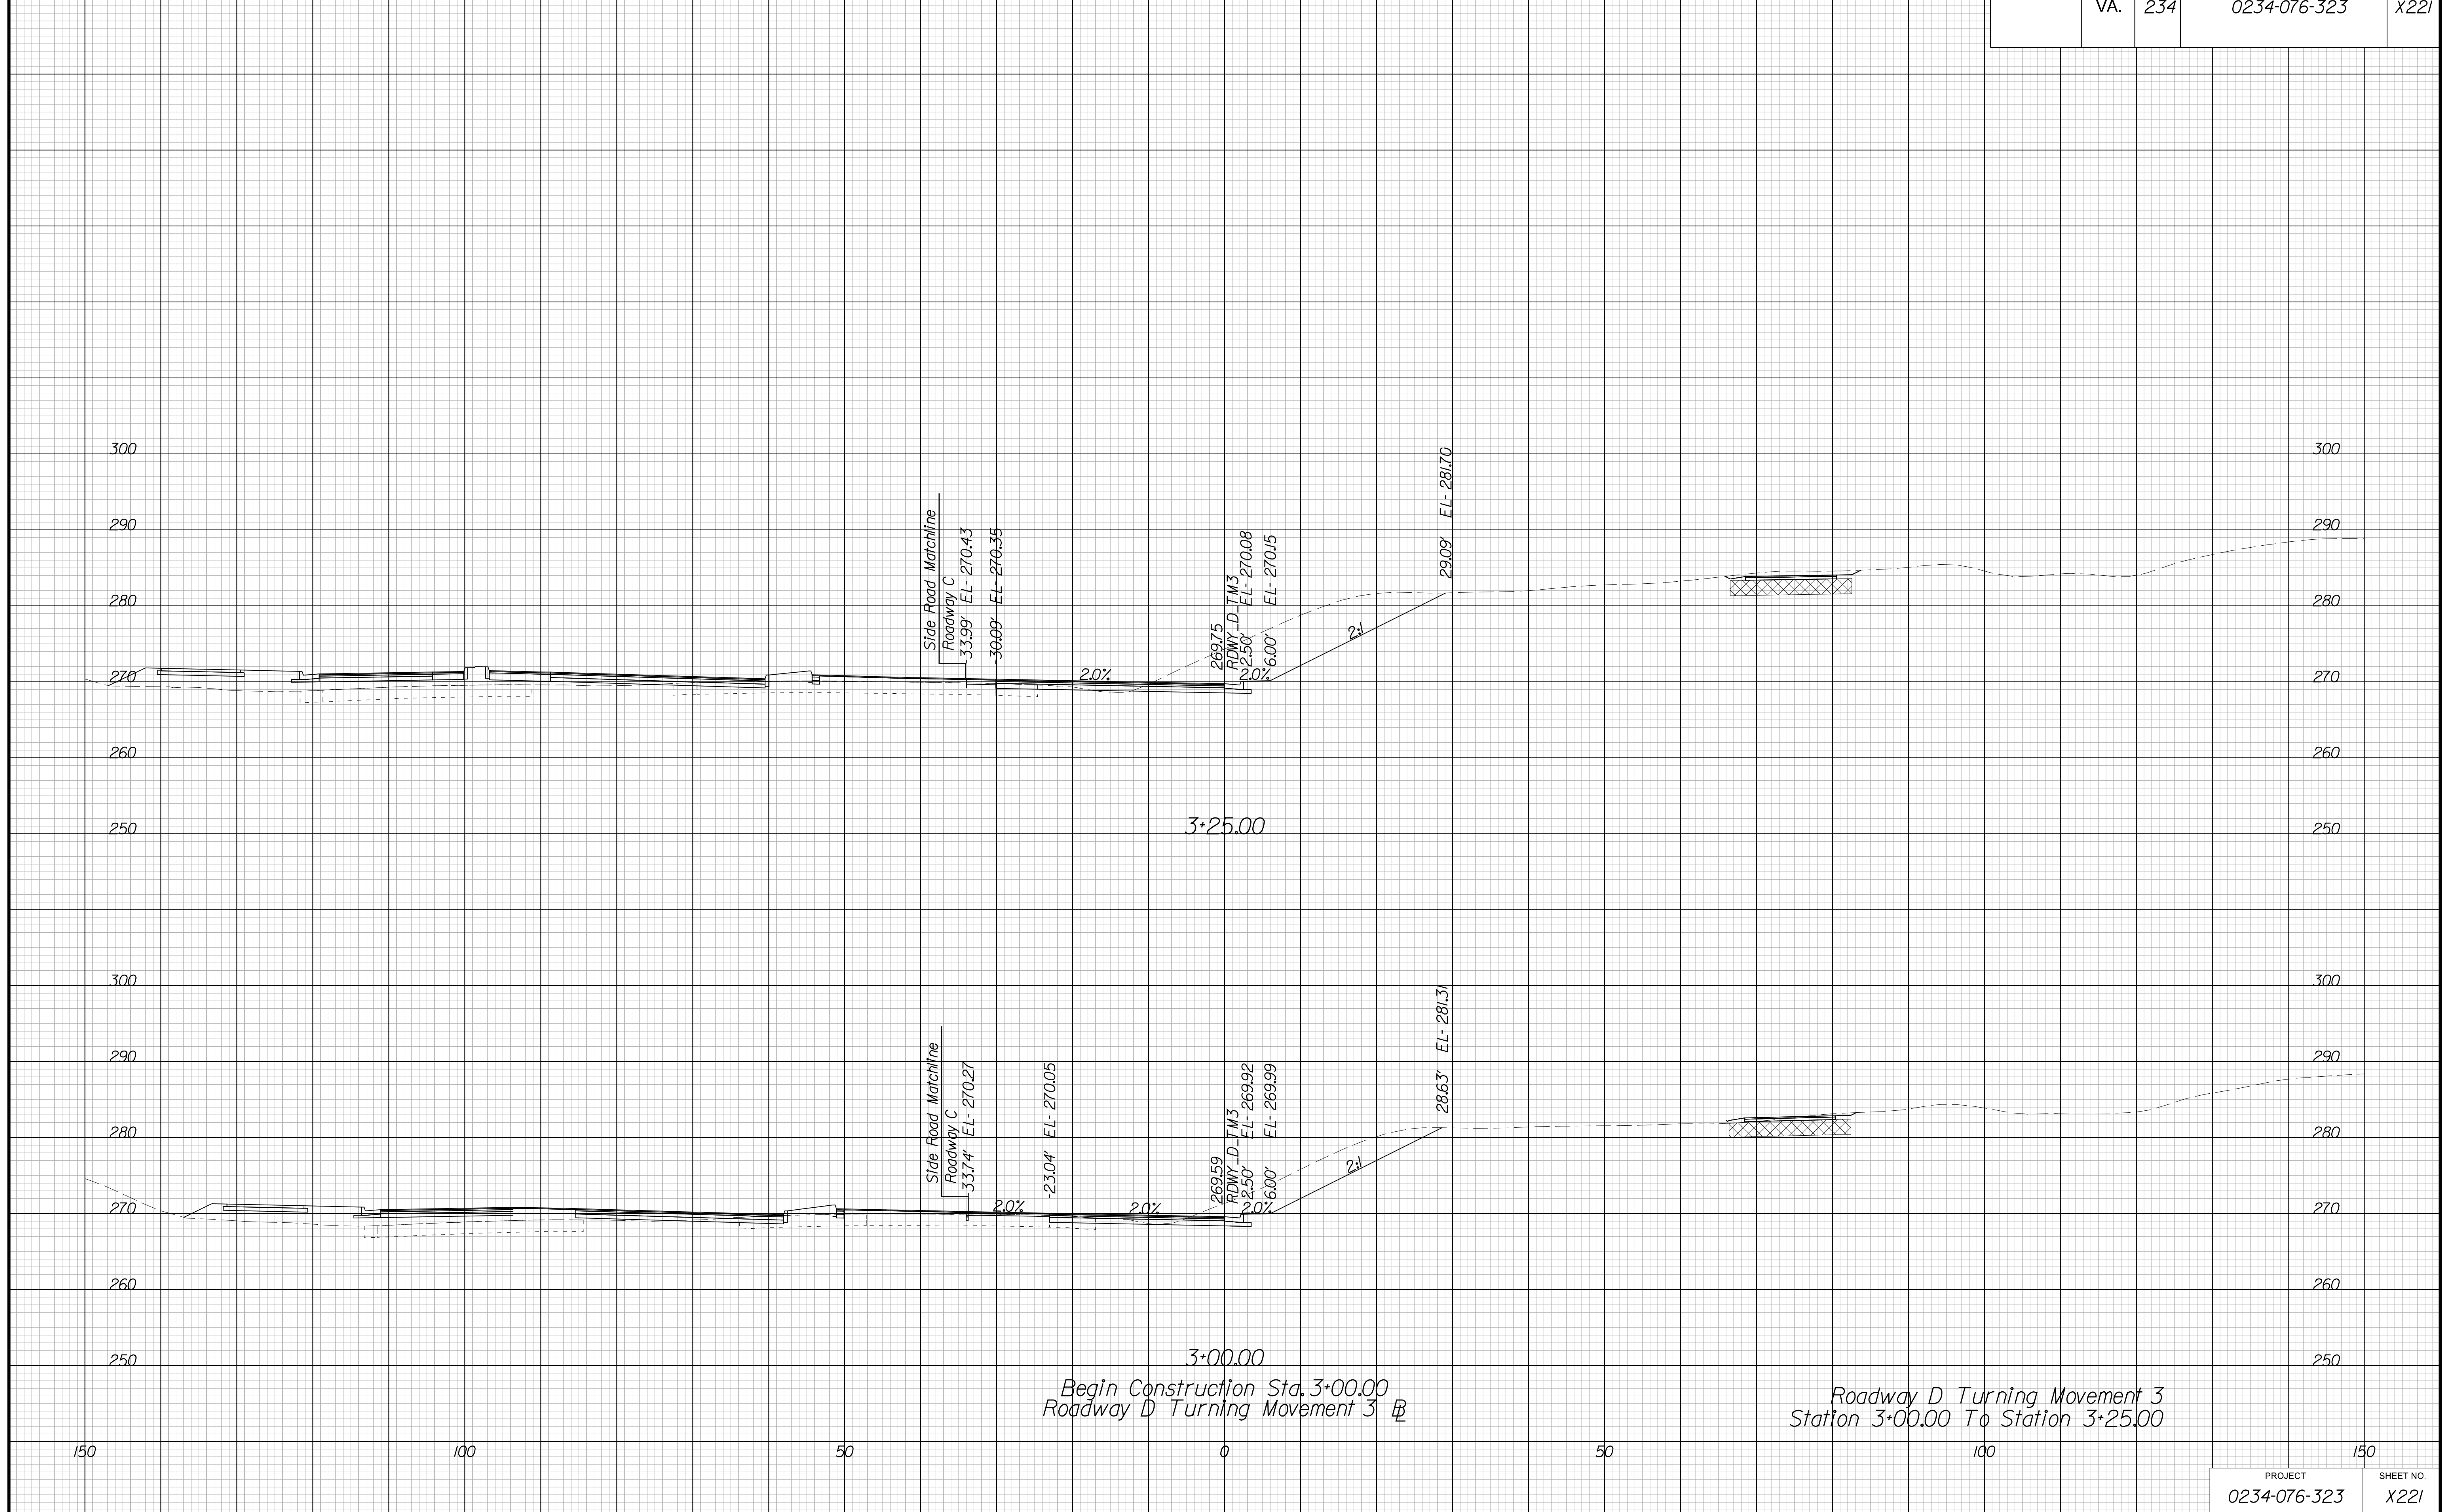 VA. 234 0234-076-323 X221
300 300
290 290
280 280
270 270
260 260
250 250
Side Road Matchline
Roadway C
-33.99' EL- 270.43
-30.09' EL- 270.35
2.0%
269.75
RDWY_D_TM3
2.50' EL- 270.08
6.00' EL- 270.15
2.0%
2:1
29.09' EL- 281.70
3+25.00
300 300
290 290
280 280
270 270
260 260
250 250
Side Road Matchline
Roadway C
-33.74' EL- 270.27
-23.04' EL- 270.05
2.0%
2.0%
269.59
RDWY_D_TM3
2.50' EL- 269.92
6.00' EL- 269.99
2.0%
2:1
28.63' EL- 281.31
3+00.00
Begin Construction Sta. 3+00.00
Roadway D Turning Movement 3 BL
Roadway D Turning Movement 3
Station 3+00.00 To Station 3+25.00
150 100 50 0 50 100 150
PROJECT SHEET NO.
0234-076-323 X221